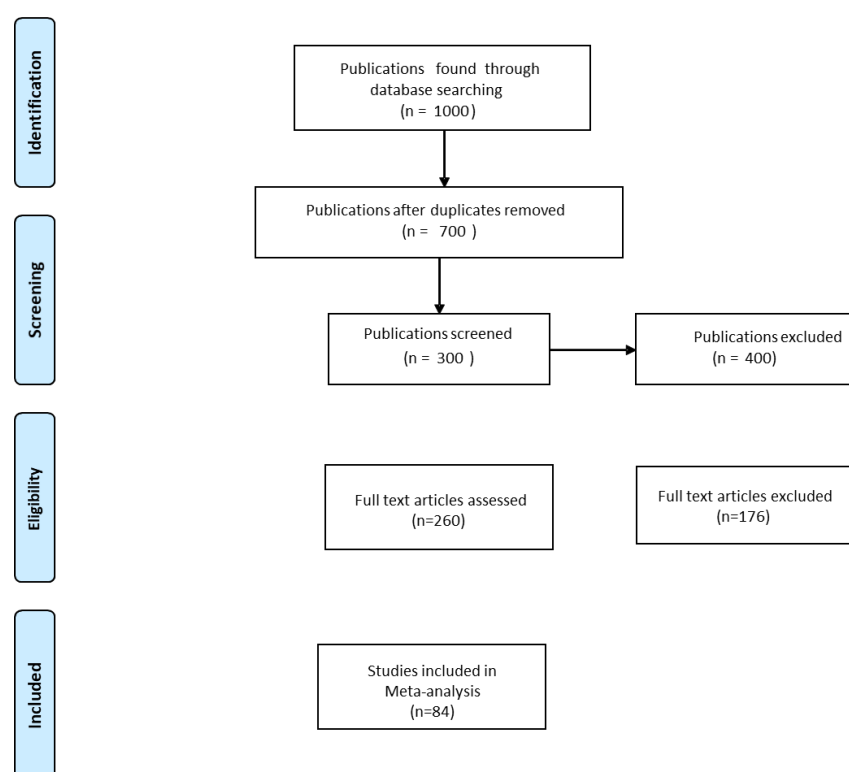 Identification
Publications found through
database searching
(n = 1000)
Publications after duplicates removed
(n = 700 )
Screening
Publications screened
(n = 300 )
Publications excluded
(n = 400)
Eligibility
Full text articles assessed
(n=260)
Full text articles excluded
(n=176)
Included
Studies included in
Meta-analysis
(n=84)